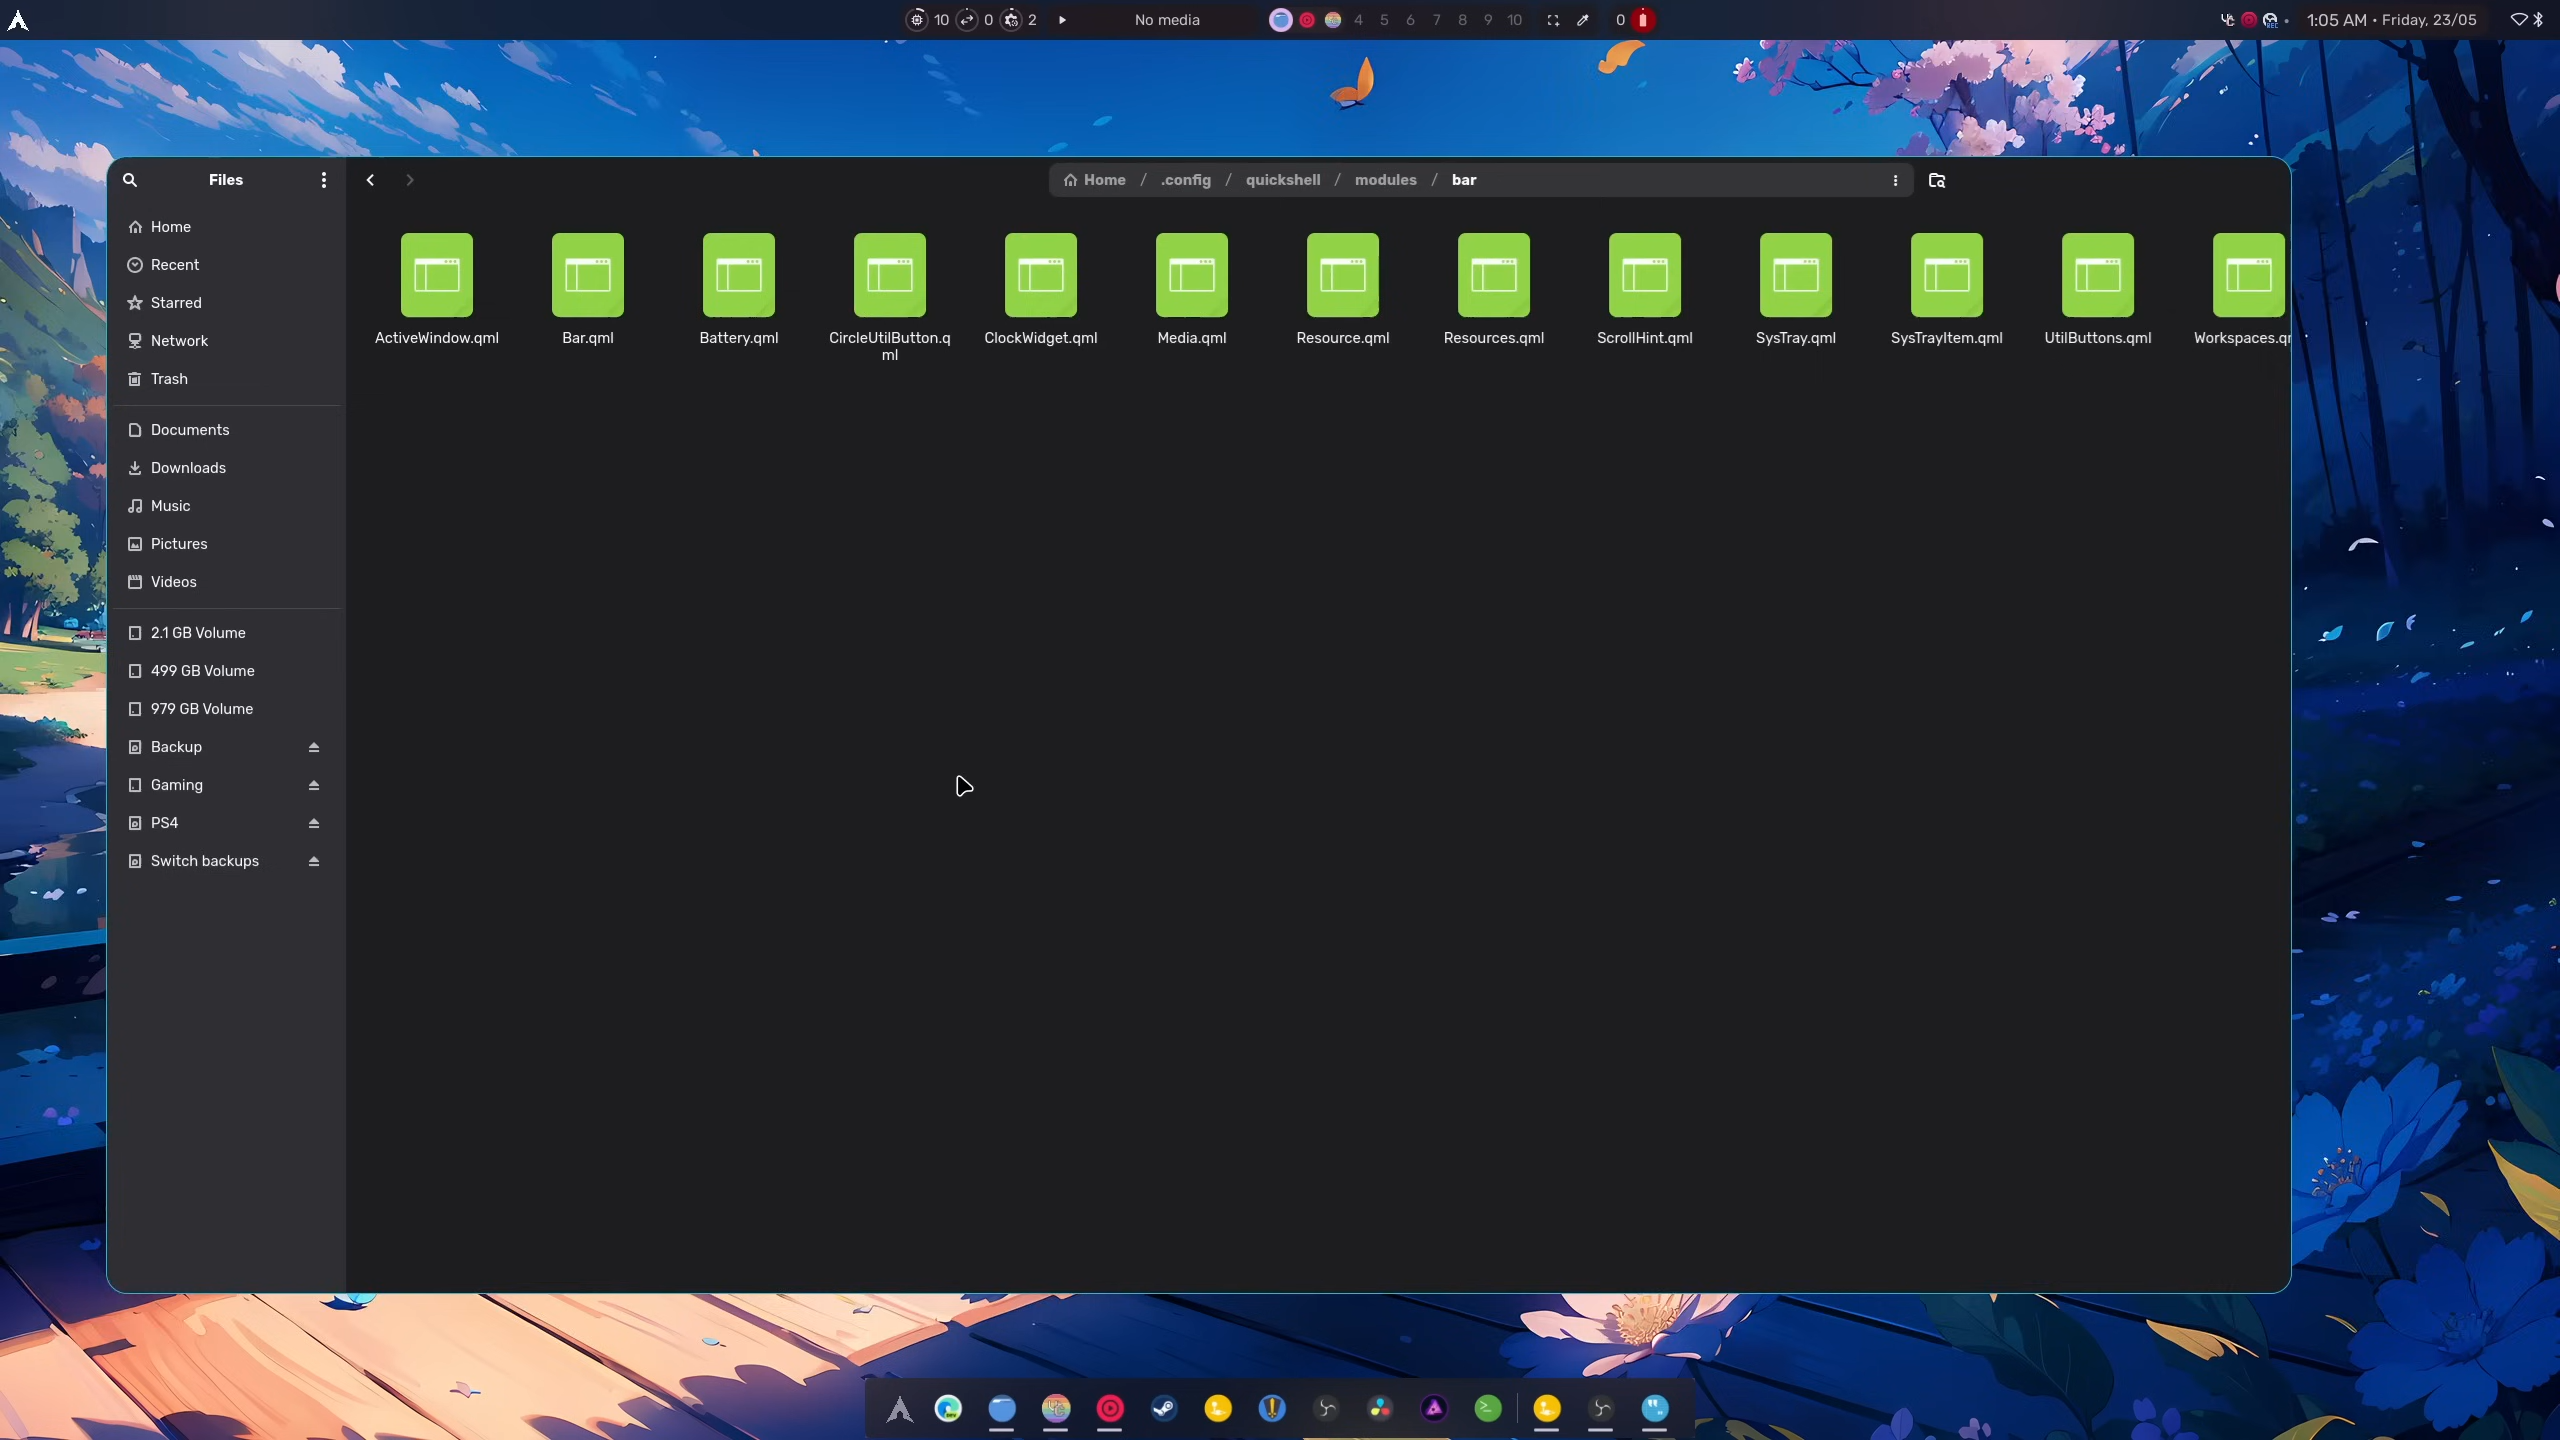 10 0 2 No media 4 5 6 7 8 9 10 0 1:05 AM • Friday, 23/05
Files
Home / .config / quickshell / modules / bar
Home
Recent
Starred
Network
Trash
Documents
Downloads
Music
Pictures
Videos
2.1 GB Volume
499 GB Volume
979 GB Volume
Backup
Gaming
PS4
Switch backups
ActiveWindow.qml
Bar.qml
Battery.qml
CircleUtilButton.q
ml
ClockWidget.qml
Media.qml
Resource.qml
Resources.qml
ScrollHint.qml
SysTray.qml
SysTrayItem.qml
UtilButtons.qml
Workspaces.q